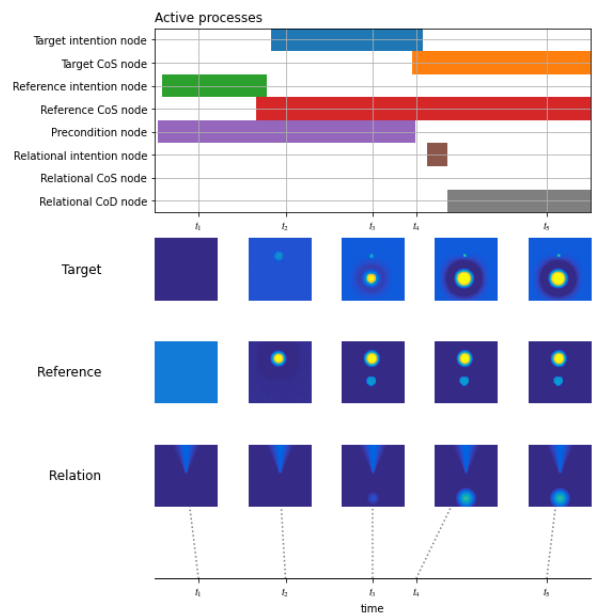 Active processes
Target intention node
Target CoS node
Reference intention node
Reference CoS node
Precondition node
Relational intention node
Relational CoS node
Relational CoD node
t₁ t₂ t₃ t₄ t₅
Target
Reference
Relation
t₁ t₂ t₃ t₄ t₅
time